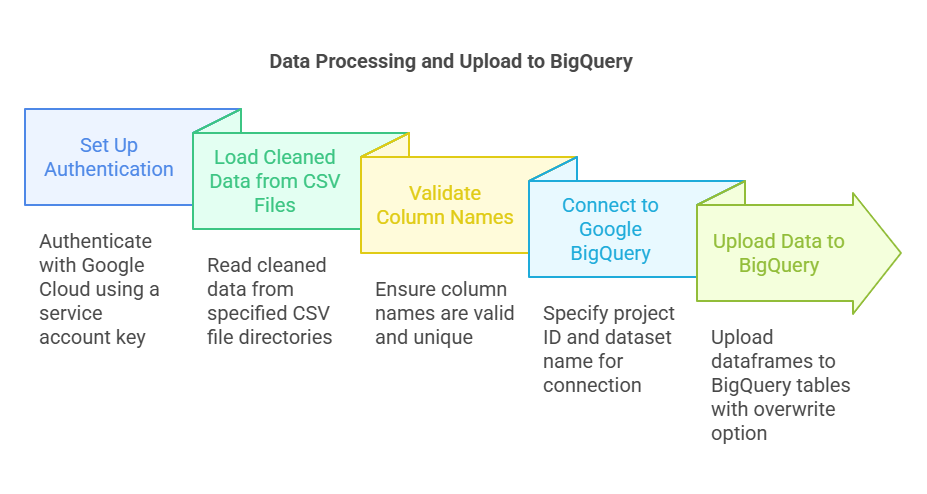 Data Processing and Upload to BigQuery
Set Up
Authentication
Authenticate
with Google
Cloud using a
service
account key
Load Cleaned
Data from CSV
Files
Read cleaned
data from
specified CSV
file directories
Validate
Column Names
Ensure column
names are valid
and unique
Connect to
Google
BigQuery
Specify project
ID and dataset
name for
connection
Upload Data to
BigQuery
Upload
dataframes to
BigQuery tables
with overwrite
option